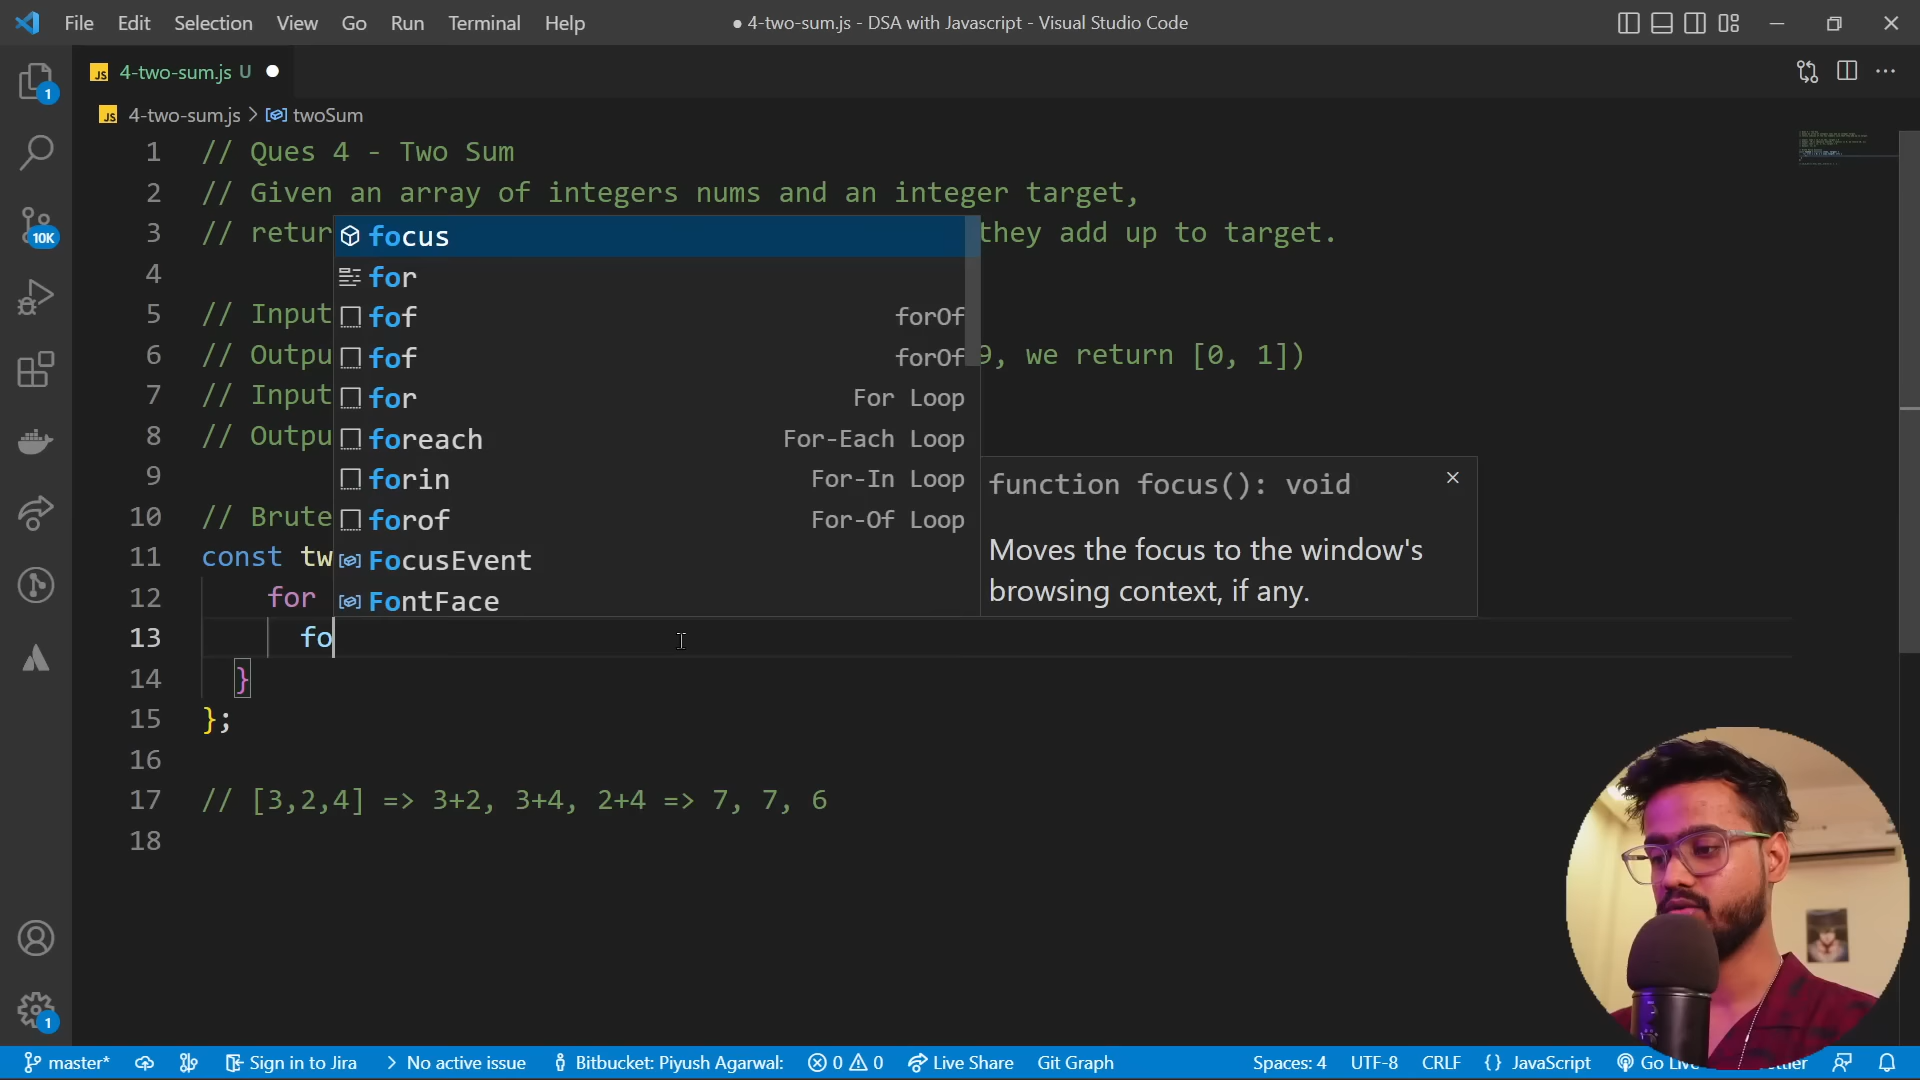 File Edit Selection View Go Run Terminal Help
● 4-two-sum.js - DSA with Javascript - Visual Studio Code
JS 4-two-sum.js U
JS 4-two-sum.js > twoSum
1 // Ques 4 - Two Sum
2 // Given an array of integers nums and an integer target,
3 // retur they add up to target.
4
5 // Input
6 // Outpu 9, we return [0, 1])
7 // Input
8 // Outpu
9
10 // Brute
11 const tw
12 for
13 fo
14 }
15 };
16
17 // [3,2,4] => 3+2, 3+4, 2+4 => 7, 7, 6
18
focus
for
fof forOf
fof forOf
for For Loop
foreach For-Each Loop
forin For-In Loop
forof For-Of Loop
FocusEvent
FontFace
function focus(): void
Moves the focus to the window's
browsing context, if any.
1
10K
1
master* Sign in to Jira > No active issue Bitbucket: Piyush Agarwal: 0 0 Live Share Git Graph Spaces: 4 UTF-8 CRLF {} JavaScript Go